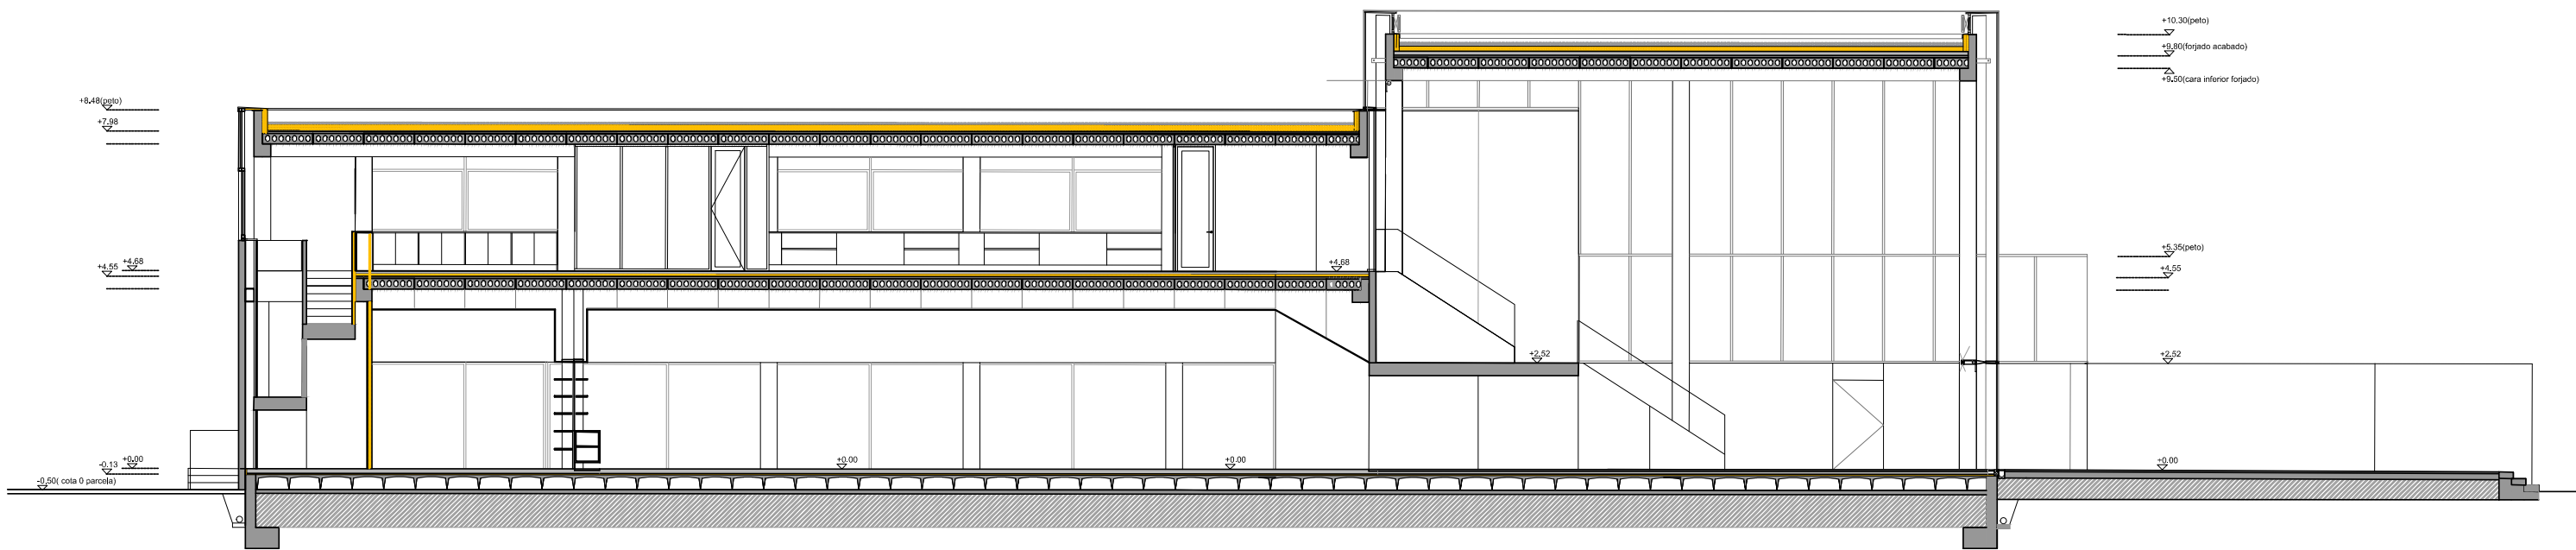 +10.30(peto)
+9.80(forjado acabado)
+9.50(cara inferior forjado)
+8.48(peto)
+7.98
+5.35(peto)
+4.68
+4.55
+4.68
+4.55
+2.52
+2.52
+0.00
-0.13
+0.00
+0.00
+0.00
-0.50( cota 0 parcela)